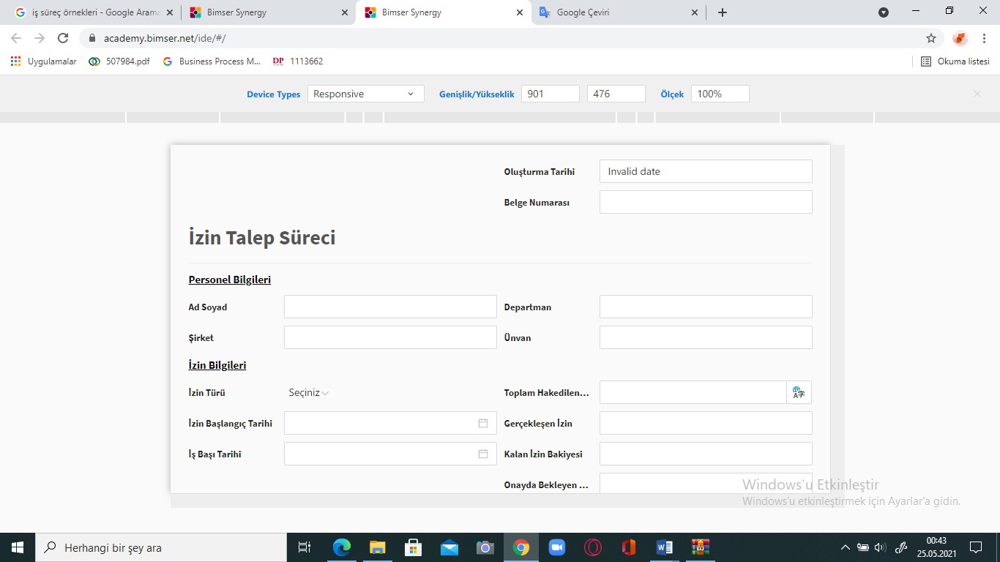 iş süreç örnekleri - Google Arama
Bimser Synergy
Bimser Synergy
Google Çeviri
academy.bimser.net/ide/#/
Uygulamalar
507984.pdf
Business Process M...
DP 1113662
Okuma listesi
Device Types Responsive
Genişlik/Yükseklik 901 476
Ölçek 100%
Oluşturma Tarihi Invalid date
Belge Numarası
İzin Talep Süreci
Personel Bilgileri
Ad Soyad Departman
Şirket Ünvan
İzin Bilgileri
İzin Türü Seçiniz Toplam Hakedilen...
İzin Başlangıç Tarihi Gerçekleşen İzin
İş Başı Tarihi Kalan İzin Bakiyesi
Onayda Bekleyen ...
Windows'u Etkinleştir
Windows'u etkinleştirmek için Ayarlar'a gidin.
Herhangi bir şey ara
00:43
25.05.2021